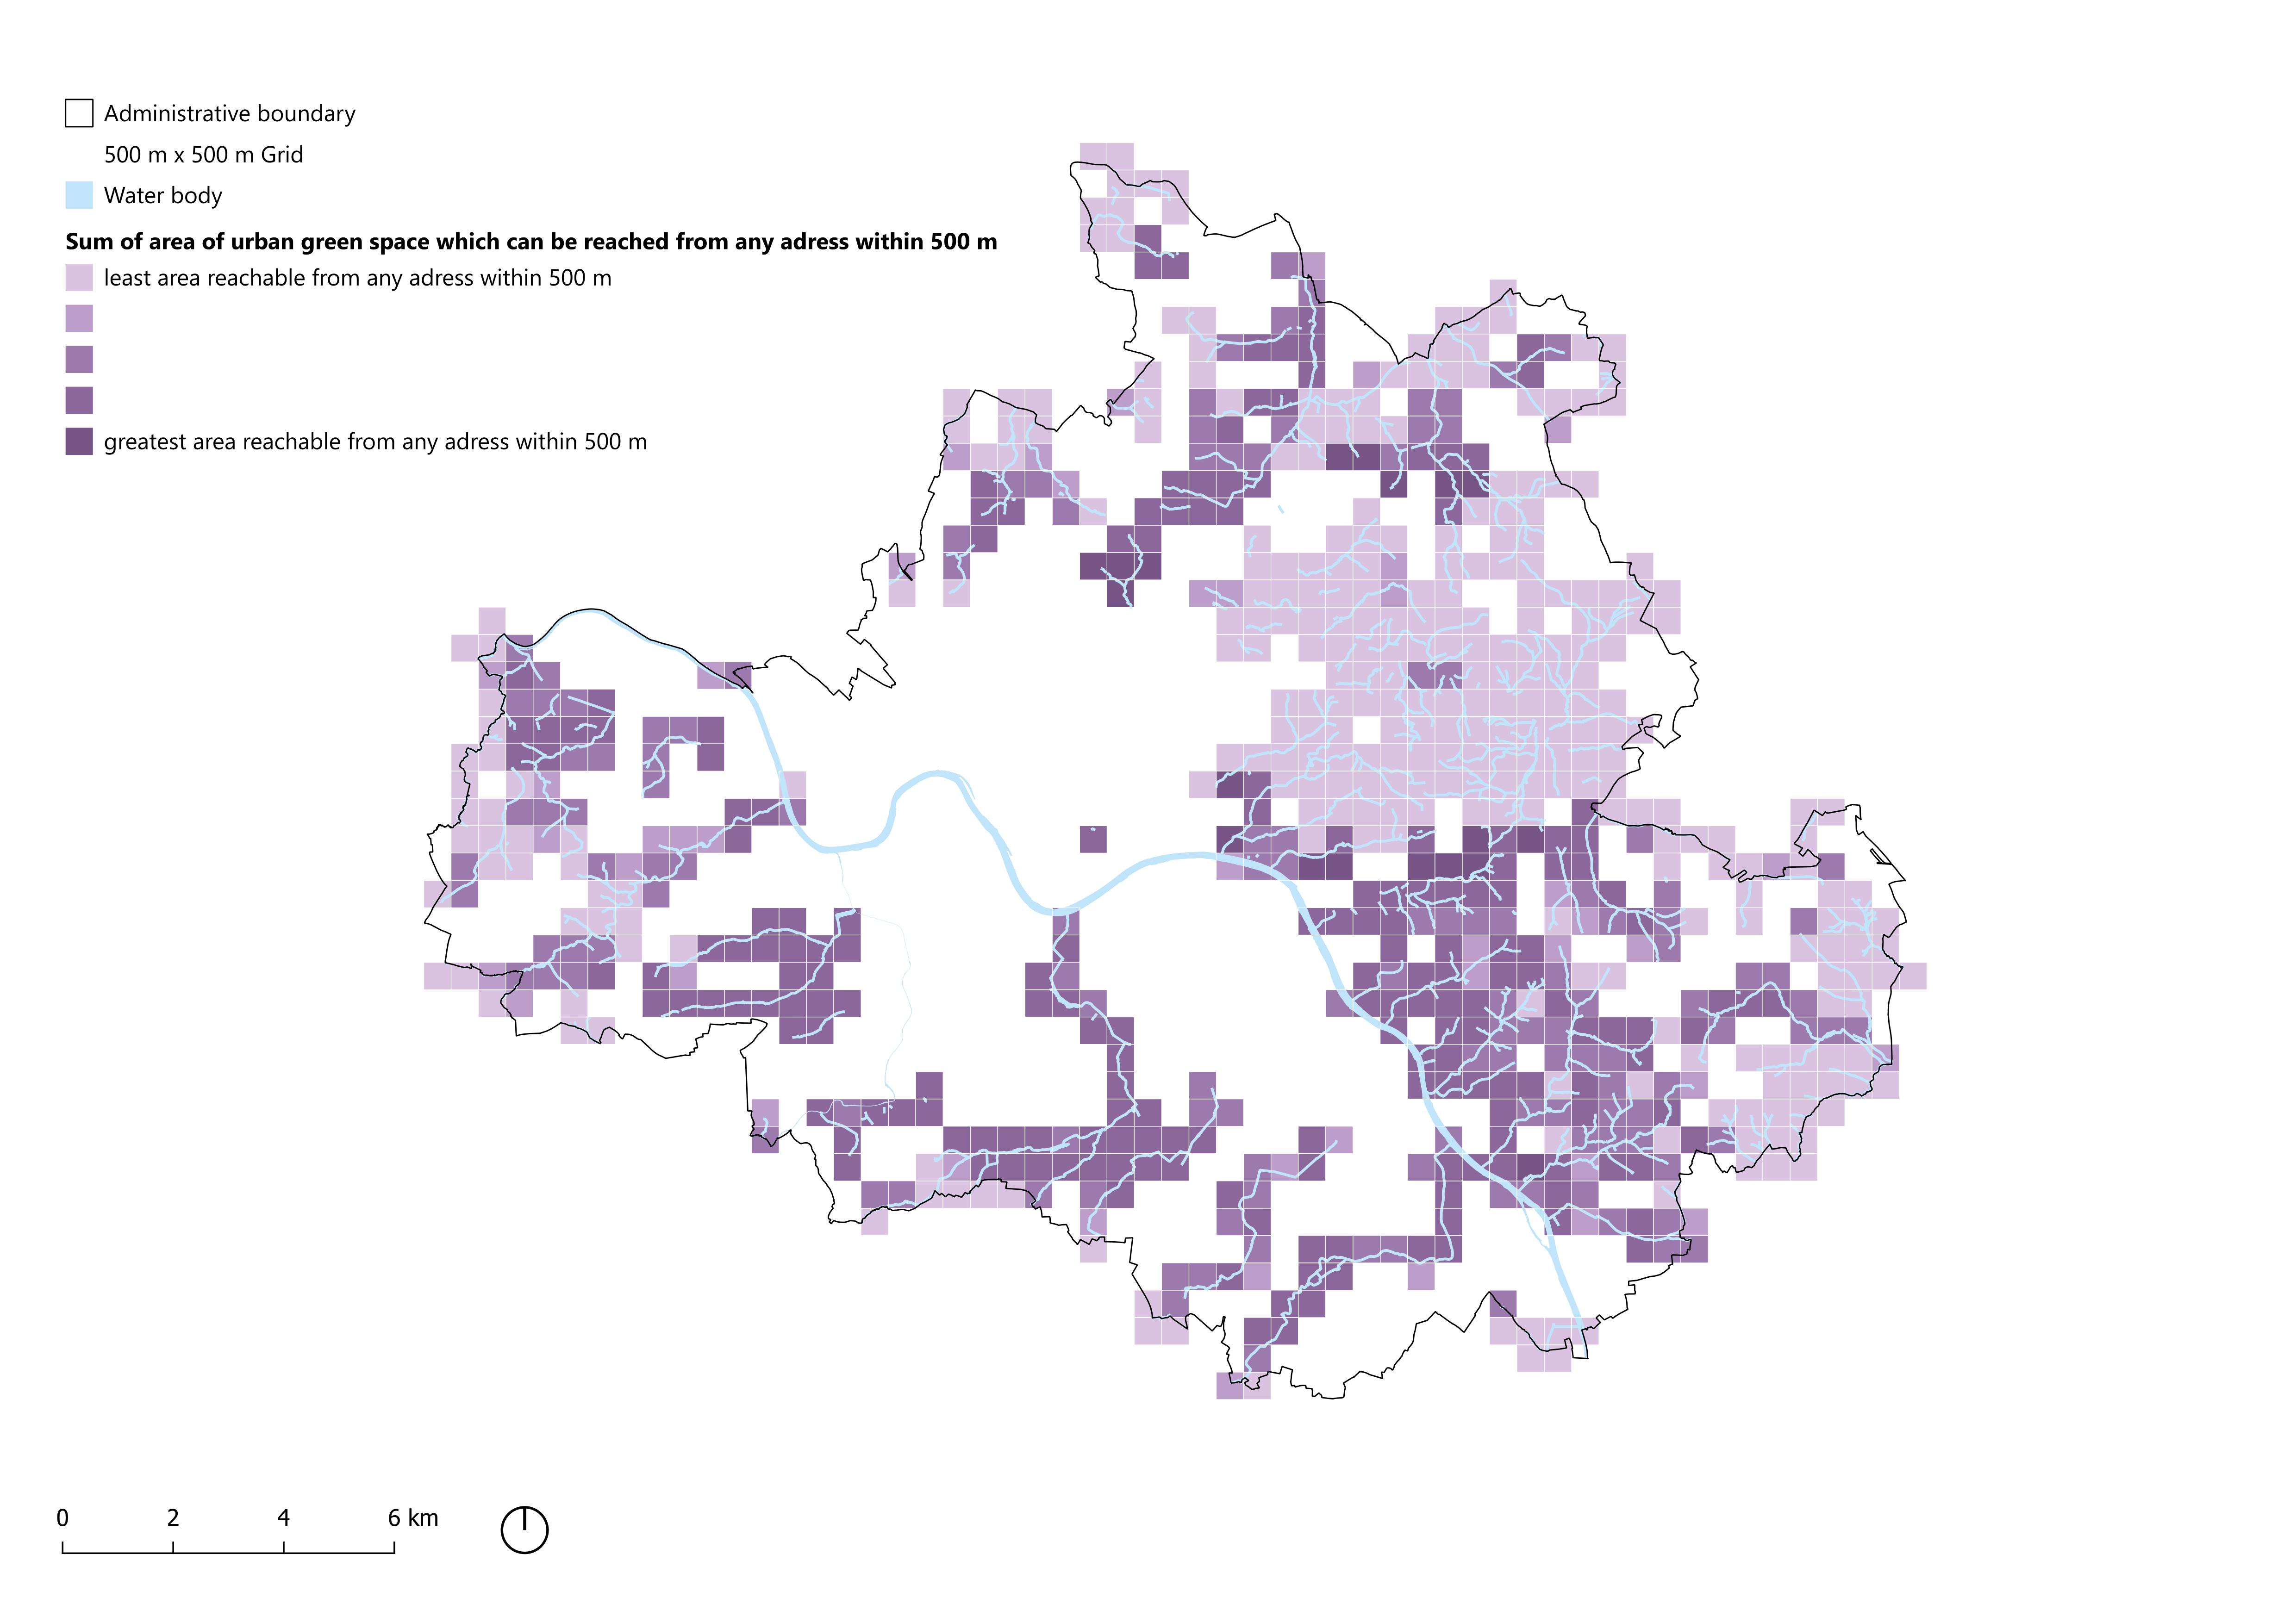 Administrative boundary
500 m x 500 m Grid
Water body
Sum of area of urban green space which can be reached from any adress within 500 m
least area reachable from any adress within 500 m
greatest area reachable from any adress within 500 m
0 2 4 6 km